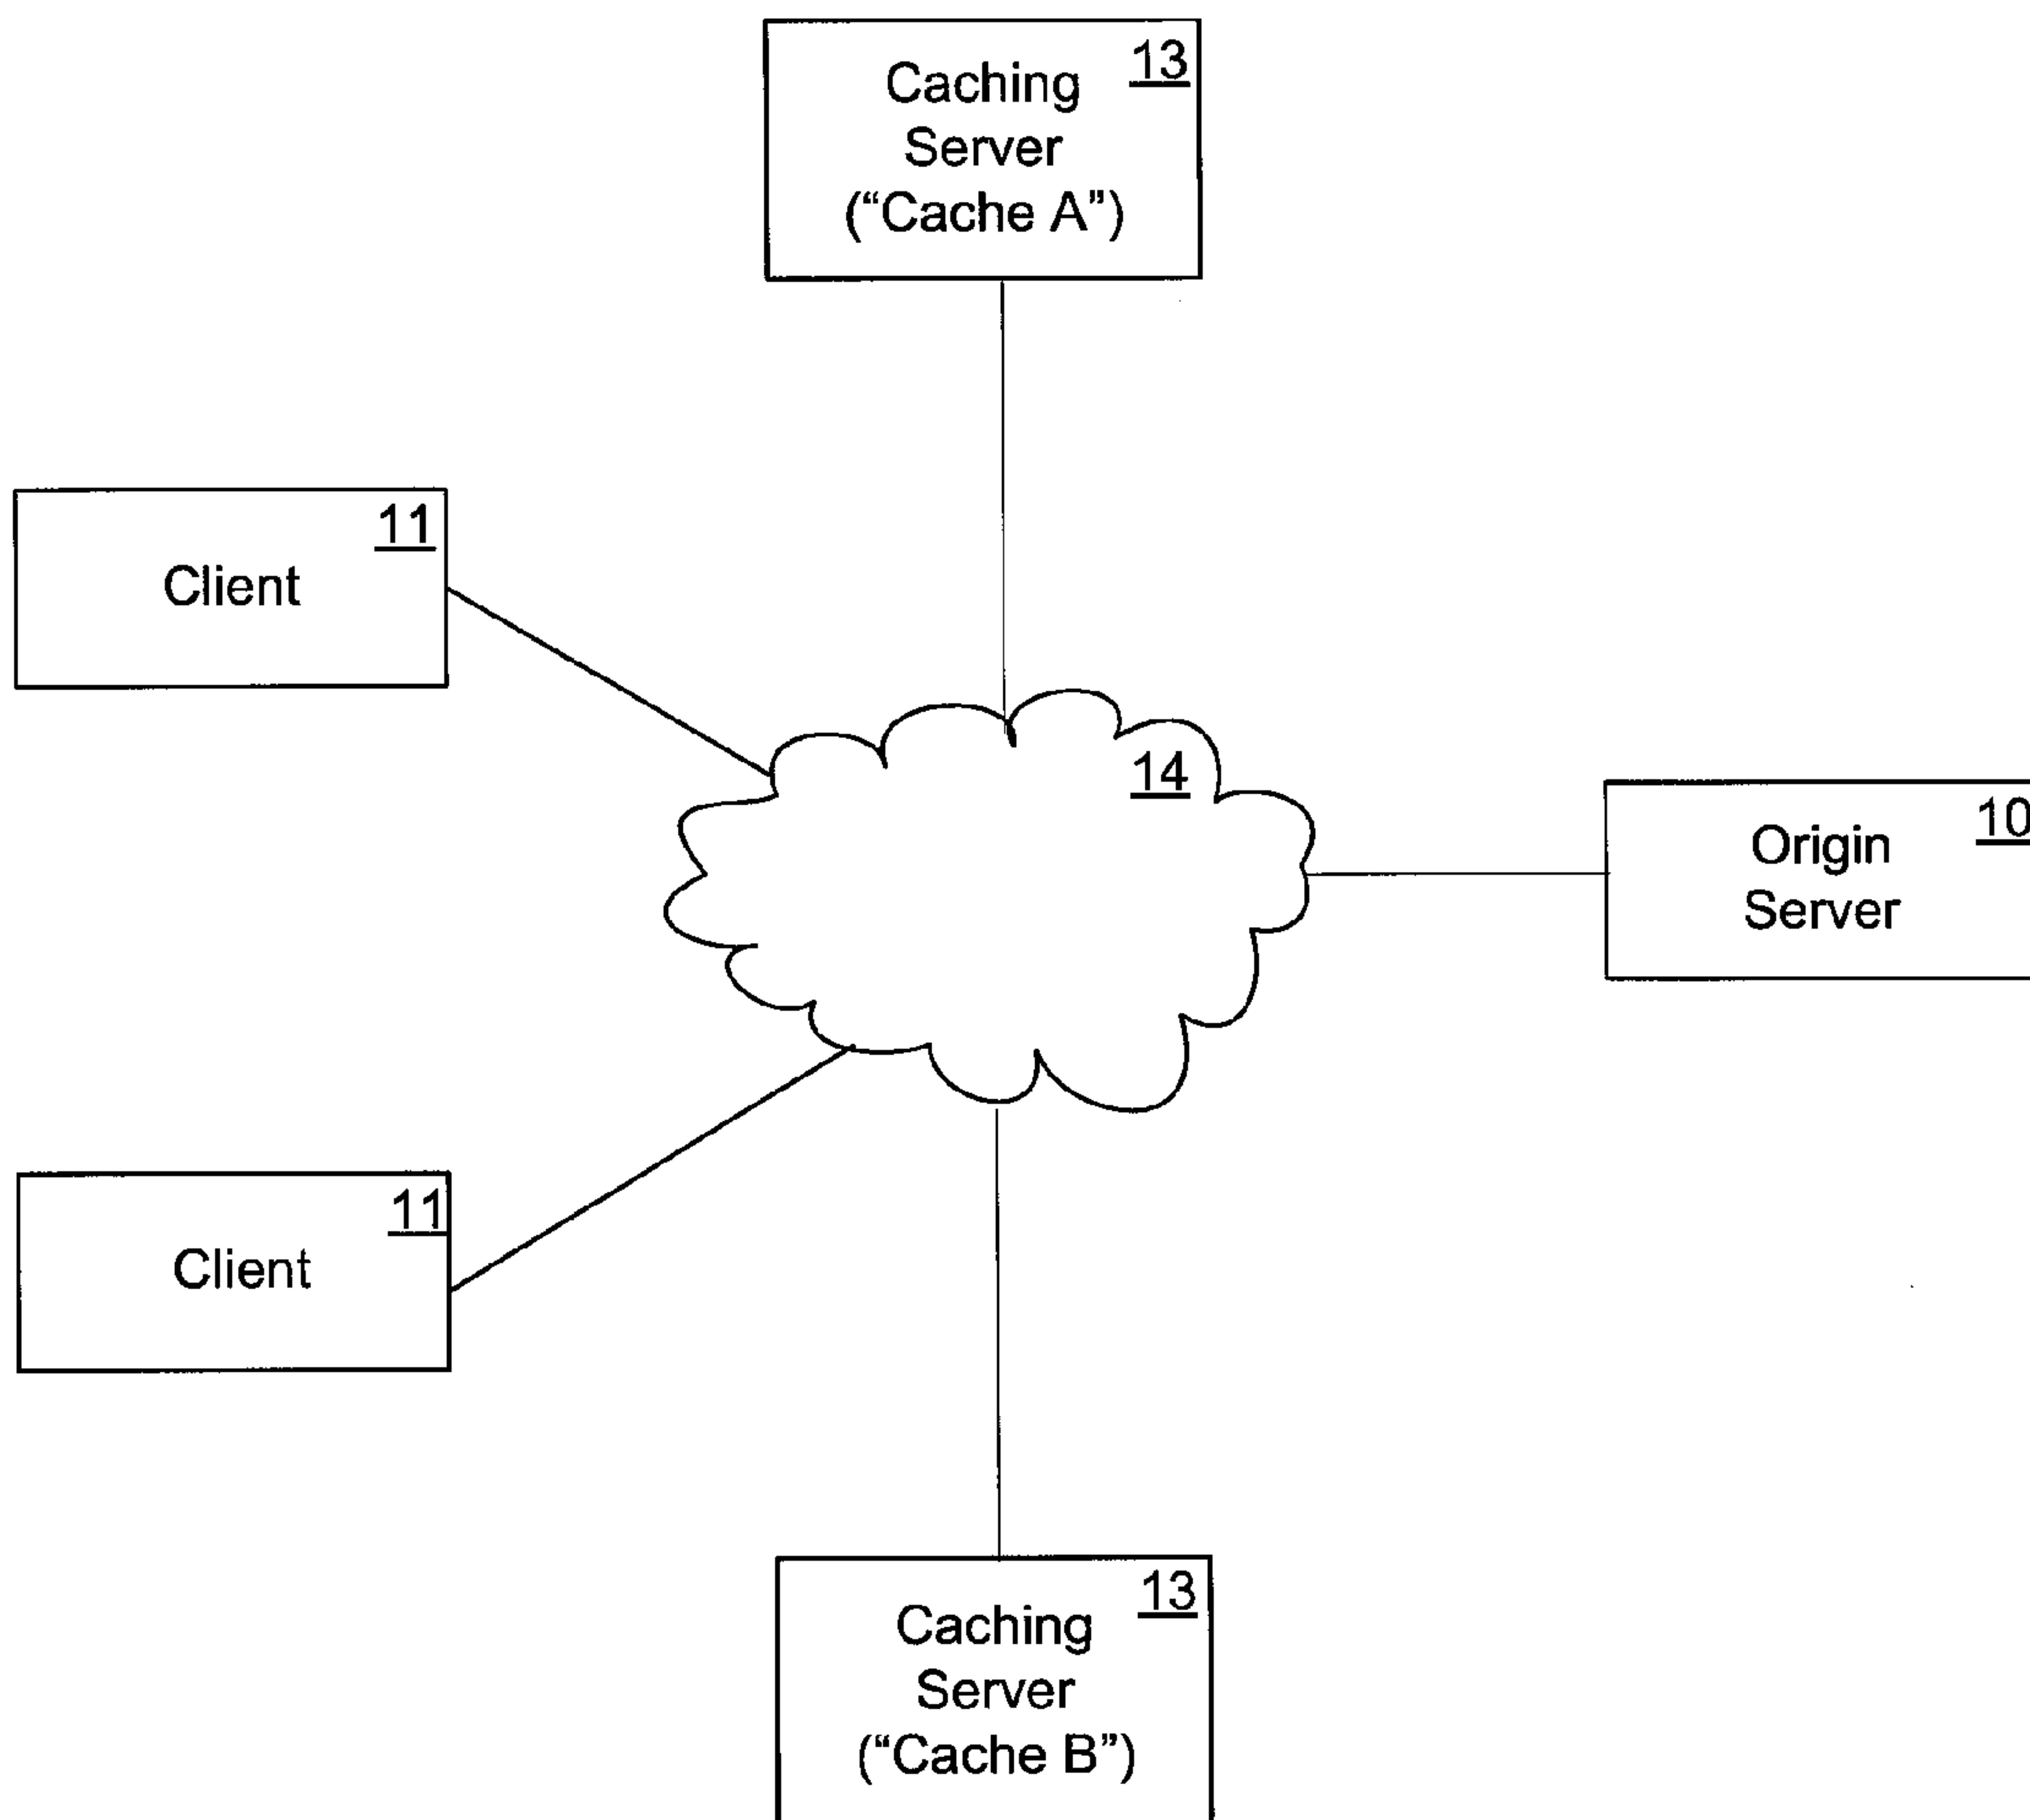 13
Caching
Server
(“Cache A”)
11
Client
14
10
Origin
Server
11
Client
13
Caching
Server
(“Cache B”)